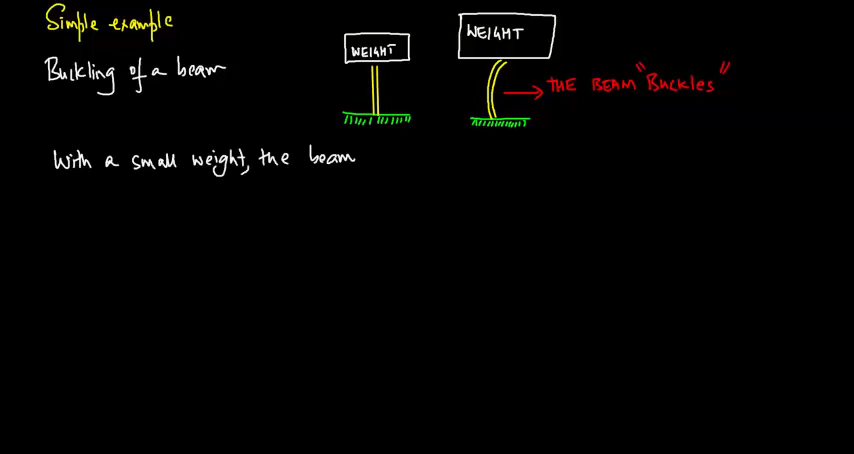 Simple example
Buckling of a beam
WEIGHT
WEIGHT
THE BEAM "Buckles"
With a small weight, the beam